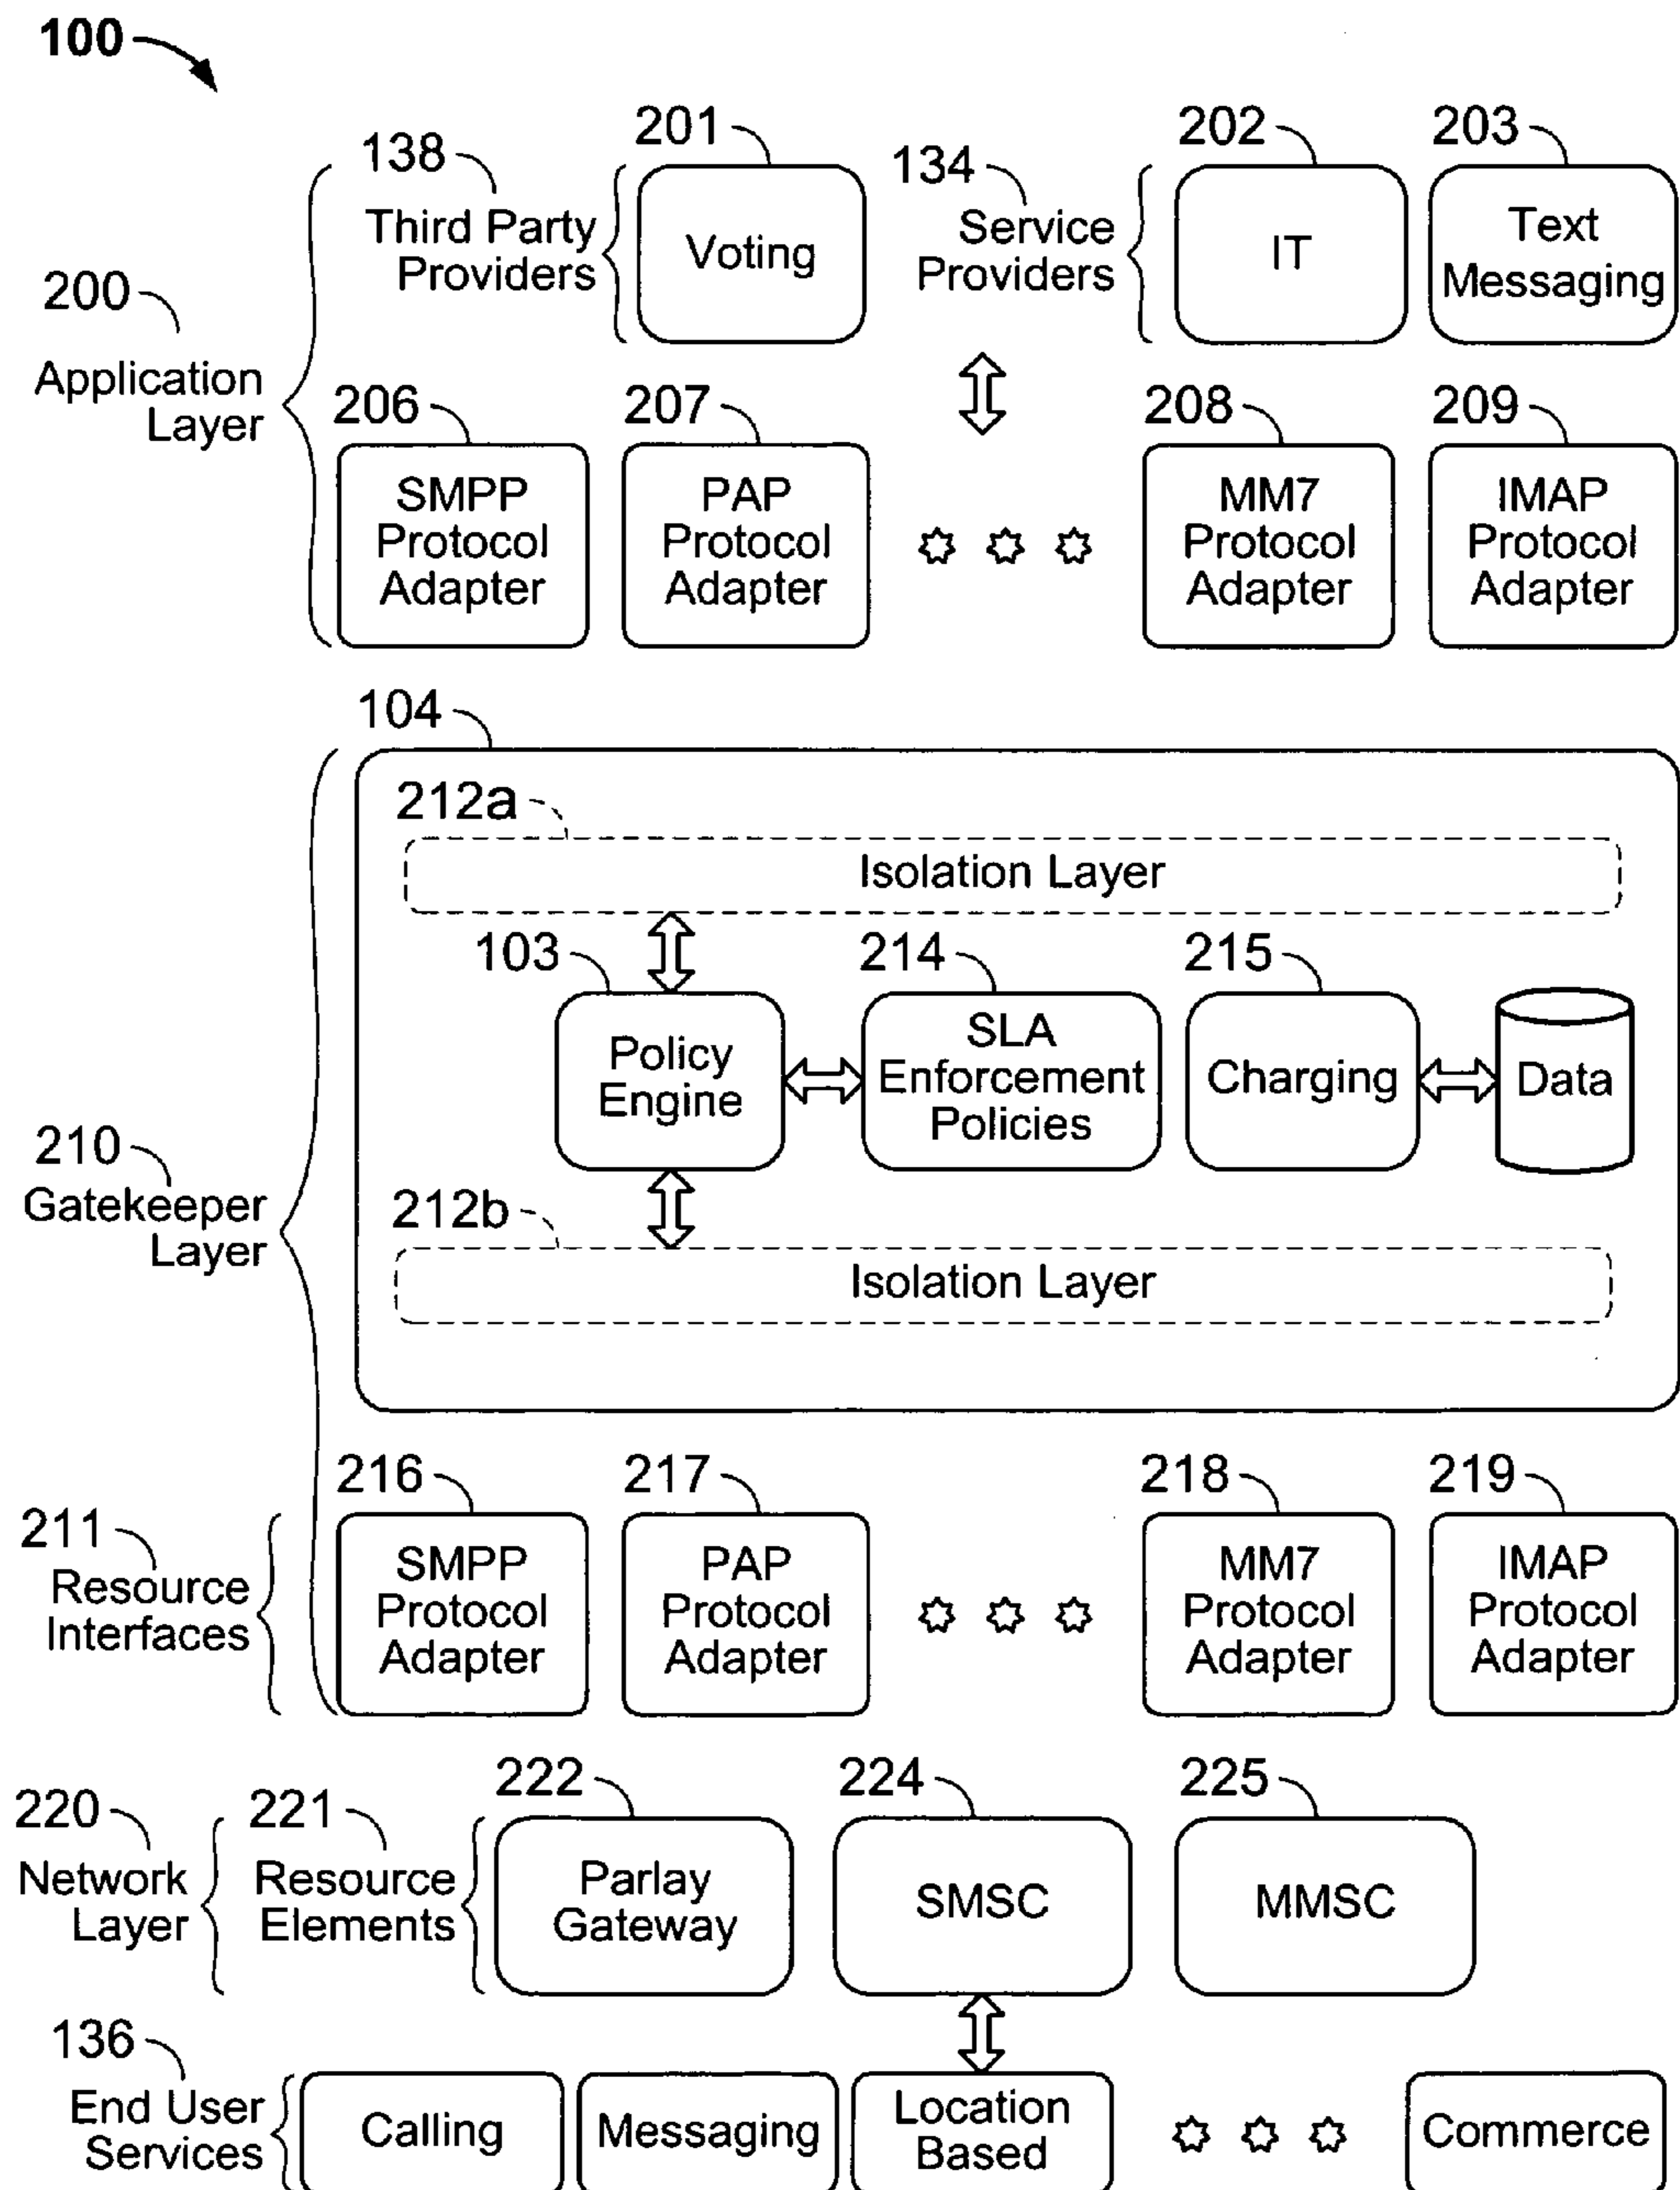 100
138
201
134
202
203
Third Party
Providers
Voting
Service
Providers
IT
Text
Messaging
200
Application
Layer
206
207
208
209
SMPP
Protocol
Adapter
PAP
Protocol
Adapter
MM7
Protocol
Adapter
IMAP
Protocol
Adapter
104
212a
Isolation Layer
103
214
215
Policy
Engine
SLA
Enforcement
Policies
Charging
Data
210
Gatekeeper
Layer
212b
Isolation Layer
216
217
218
219
211
Resource
Interfaces
SMPP
Protocol
Adapter
PAP
Protocol
Adapter
MM7
Protocol
Adapter
IMAP
Protocol
Adapter
222
224
225
220
221
Network
Layer
Resource
Elements
Parlay
Gateway
SMSC
MMSC
136
End User
Services
Calling
Messaging
Location
Based
Commerce